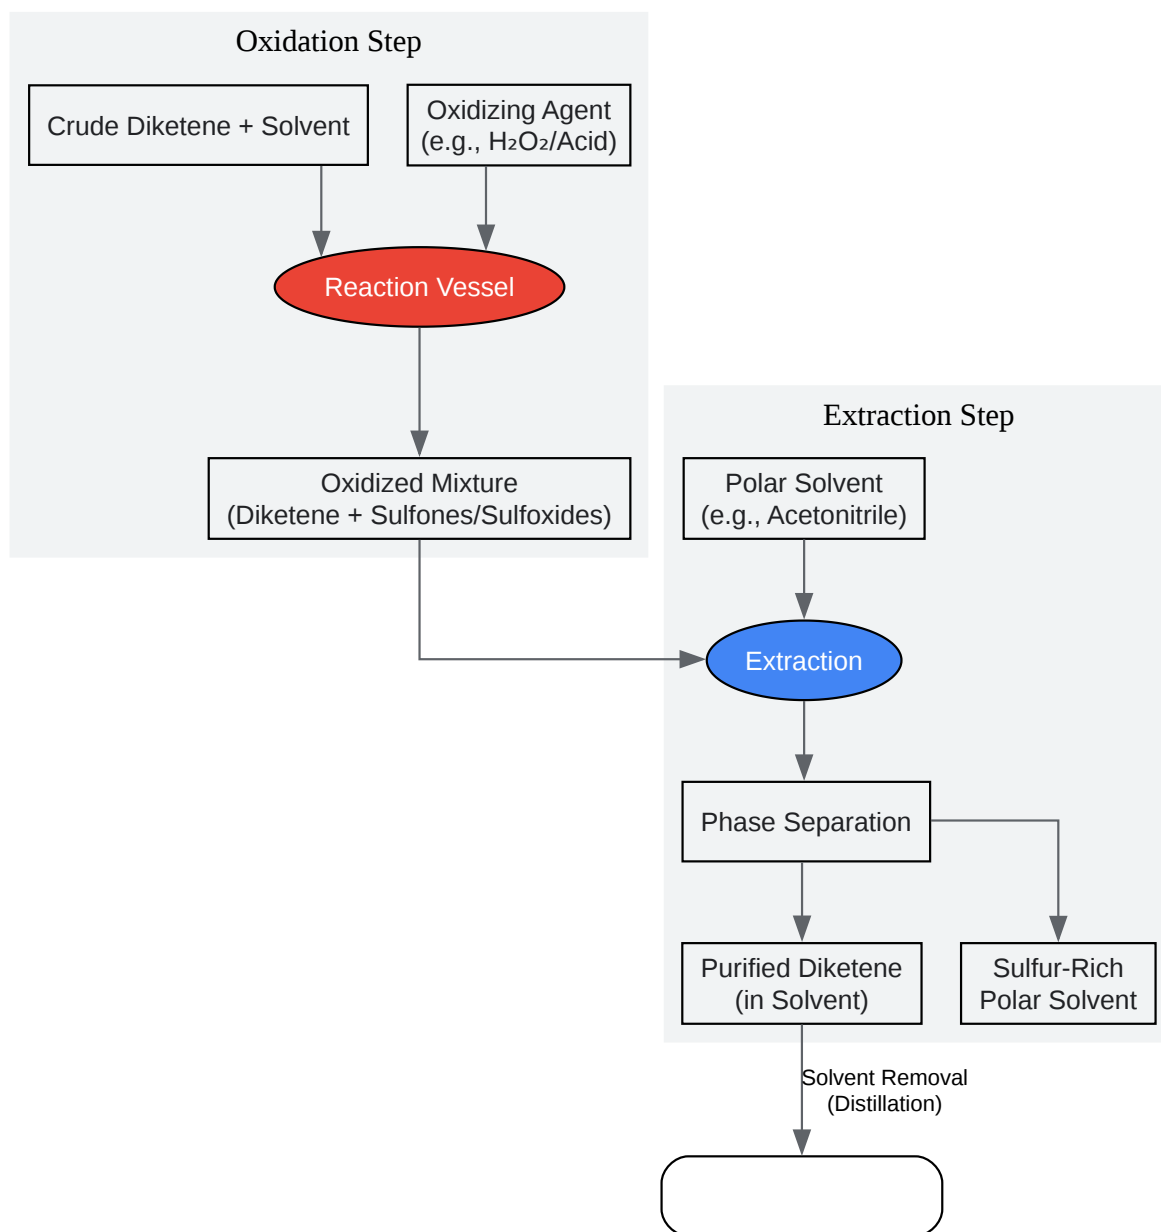 Oxidation Step
Crude Diketene + Solvent
Oxidizing Agent
(e.g., H₂O₂/Acid)
Reaction Vessel
Oxidized Mixture
(Diketene + Sulfones/Sulfoxides)
Extraction Step
Polar Solvent
(e.g., Acetonitrile)
Extraction
Phase Separation
Purified Diketene
(in Solvent)
Sulfur-Rich
Polar Solvent
Solvent Removal
(Distillation)